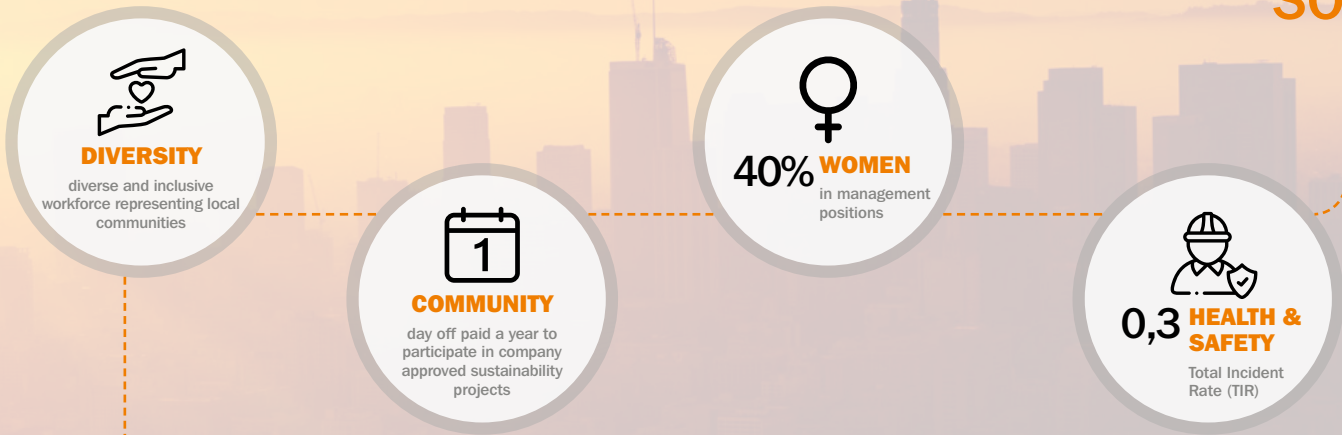 DIVERSITY
diverse and inclusive
workforce representing local
communities
1
COMMUNITY
day off paid a year to
participate in company
approved sustainability
projects
40% WOMEN
in management
positions
0,3 HEALTH &
SAFETY
Total Incident
Rate (TIR)